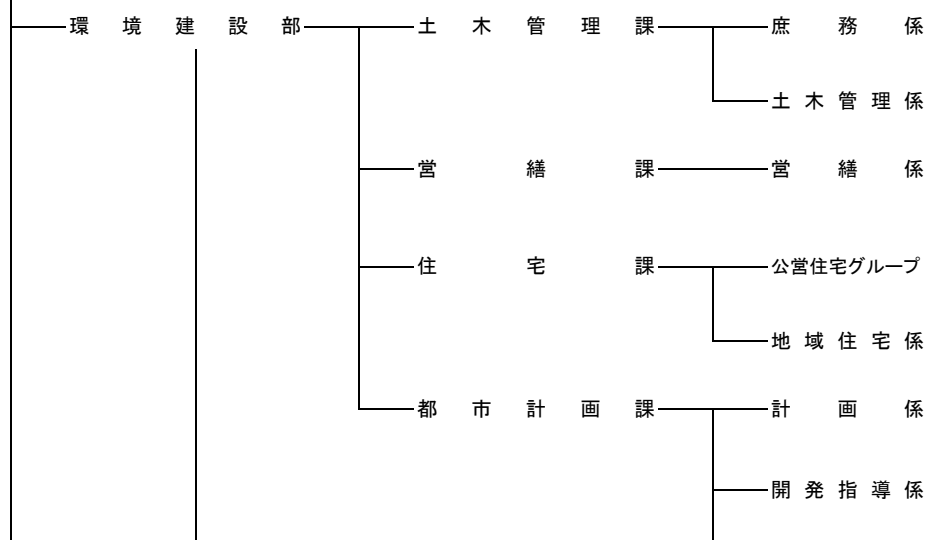 環境建設部 土木管理課 庶務係
土木管理係
営繕課 営繕係
住宅課 公営住宅グループ
地域住宅係
都市計画課 計画係
開発指導係